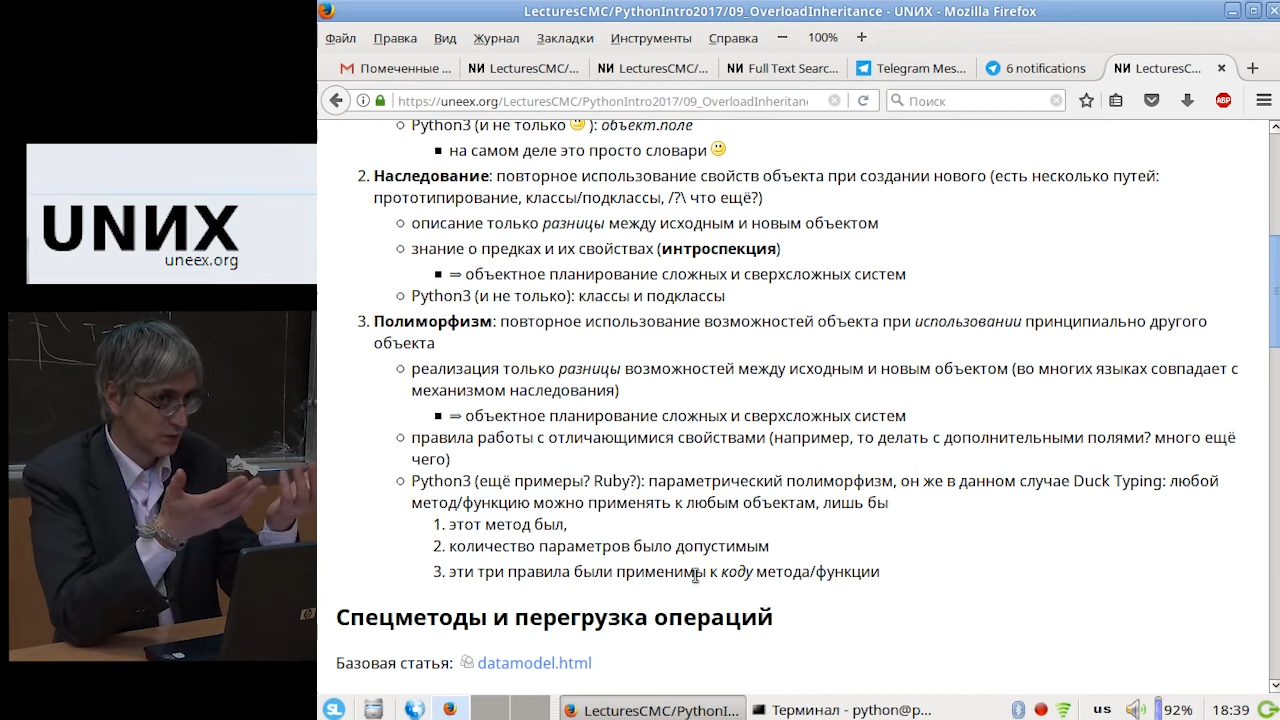 LecturesCMC/PythonIntro2017/09_OverloadInheritance - UNИX - Mozilla Firefox
Файл Правка Вид Журнал Закладки Инструменты Справка 100%
Помеченные ...
NИ LecturesCMC/...
NИ LecturesCMC/...
NИ Full Text Searc...
Telegram Mes...
6 notifications
NИ LecturesC...
https://uneex.org/LecturesCMC/PythonIntro2017/09_OverloadInheritanc
Поиск
ABP
UNИX
uneex.org
Python3 (и не только ): объект.поле
на самом деле это просто словари
2. Наследование: повторное использование свойств объекта при создании нового (есть несколько путей:
прототипирование, классы/подклассы, /?\ что ещё?)
описание только разницы между исходным и новым объектом
знание о предках и их свойствах (интроспекция)
⇒ объектное планирование сложных и сверхсложных систем
Python3 (и не только): классы и подклассы
3. Полиморфизм: повторное использование возможностей объекта при использовании принципиально другого
объекта
реализация только разницы возможностей между исходным и новым объектом (во многих языках совпадает с
механизмом наследования)
⇒ объектное планирование сложных и сверхсложных систем
правила работы с отличающимися свойствами (например, то делать с дополнительными полями? много ещё
чего)
Python3 (ещё примеры? Ruby?): параметрический полиморфизм, он же в данном случае Duck Typing: любой
метод/функцию можно применять к любым объектам, лишь бы
1. этот метод был,
2. количество параметров было допустимым
3. эти три правила были применимы к коду метода/функции
Спецметоды и перегрузка операций
Базовая статья: datamodel.html
SL
LecturesCMC/PythonI...
Терминал - python@p...
us
92%
18:39
hp